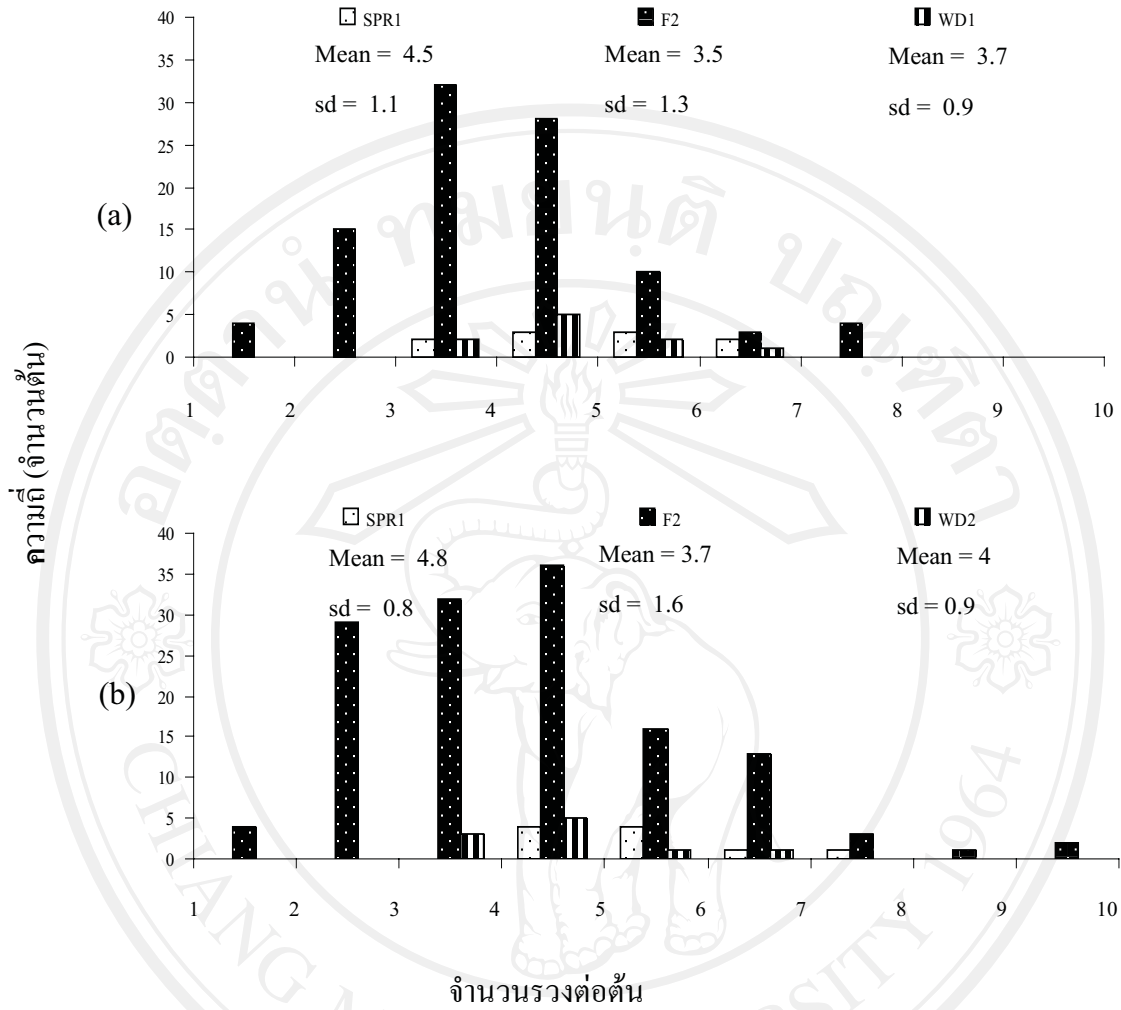 SPR1 F2 WD1
Mean = 4.5 Mean = 3.5 Mean = 3.7
sd = 1.1 sd = 1.3 sd = 0.9
40
35
30
25
20
15
10
5
0
(a)
1 2 3 4 5 6 7 8 9 10
ความถี่ (จำนวนต้น)
SPR1 F2 WD2
Mean = 4.8 Mean = 3.7 Mean = 4
sd = 0.8 sd = 1.6 sd = 0.9
40
35
30
25
20
15
10
5
0
(b)
1 2 3 4 5 6 7 8 9 10
จำนวนรวงต่อต้น